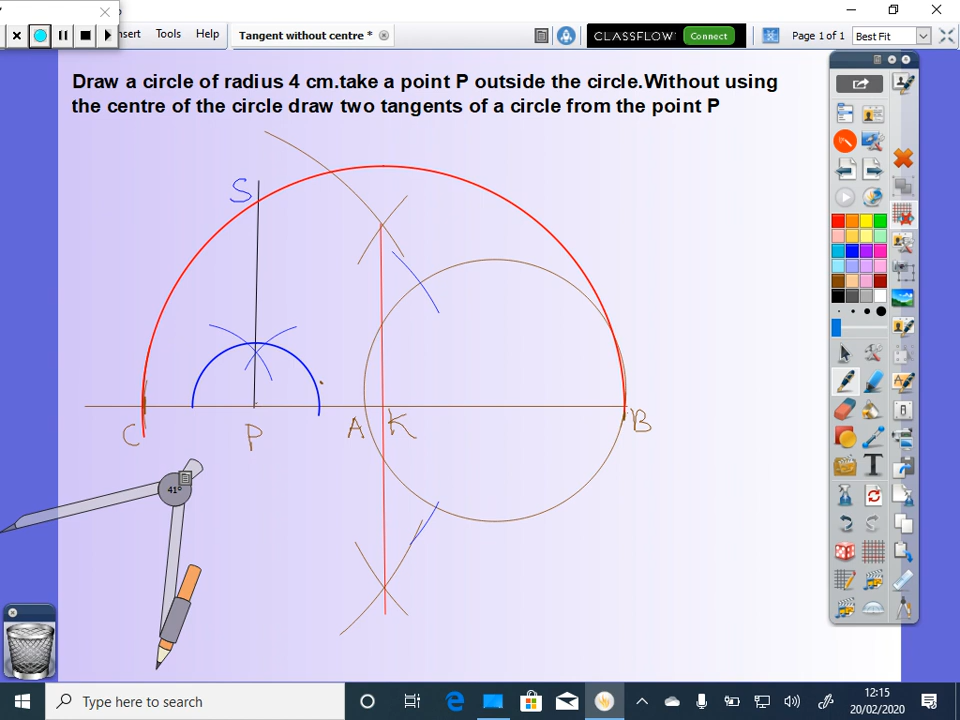 nsert Tools Help
Tangent without centre *
CLASSFLOW
Connect
Page 1 of 1
Best Fit
Draw a circle of radius 4 cm.take a point P outside the circle.Without using
the centre of the circle draw two tangents of a circle from the point P
S
C P A K B
41°
Type here to search
12:15
20/02/2020